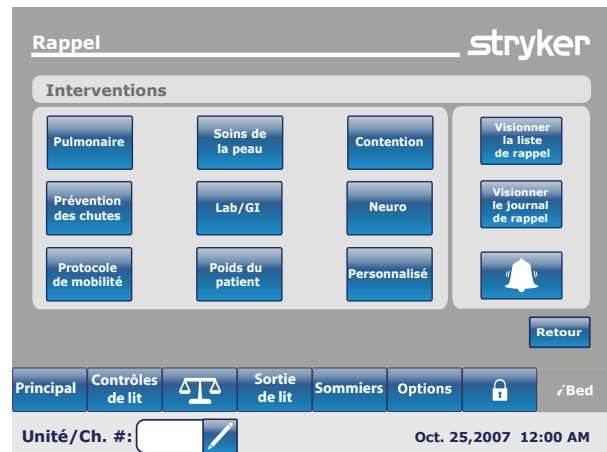 Rappel
stryker
Interventions
Pulmonaire
Soins de
la peau
Contention
Visionner
la liste
de rappel
Prévention
des chutes
Lab/GI
Neuro
Visionner
le journal
de rappel
Protocole
de mobilité
Poids du
patient
Personnalisé
Retour
Principal
Contrôles
de lit
Sortie
de lit
Sommiers
Options
iBed
Unité/Ch. #:
Oct. 25,2007 12:00 AM